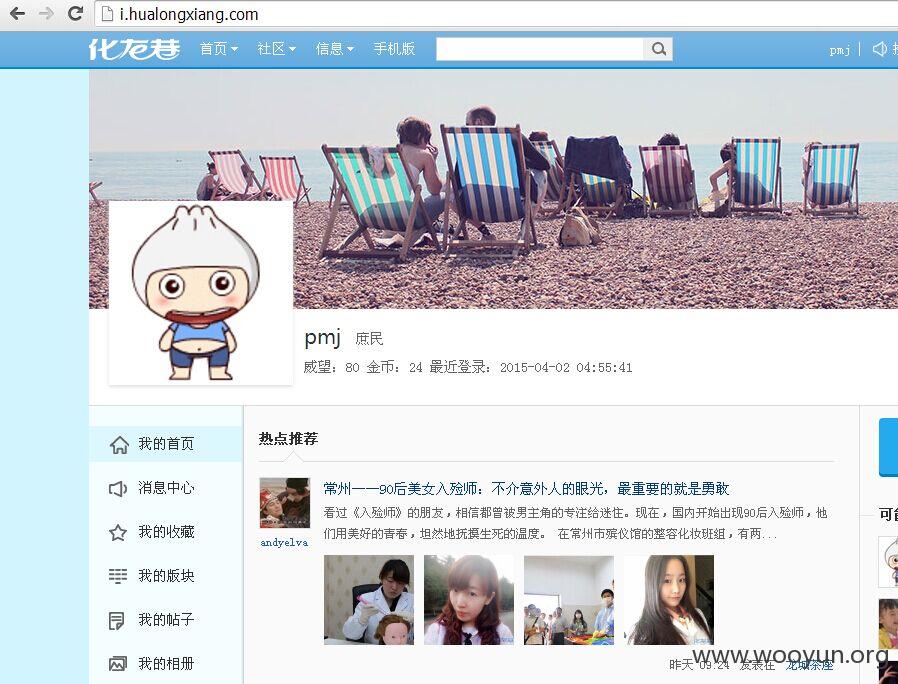 i.hualongxiang.com
化龙巷 首页 社区 信息 手机版
pmj
pmj 庶民
威望：80 金币：24 最近登录：2015-04-02 04:55:41
我的首页
消息中心
我的收藏
我的版块
我的帖子
我的相册
热点推荐
andyelva
常州——90后美女入殓师：不介意外人的眼光，最重要的就是勇敢
看过《入殓师》的朋友，相信都曾被男主角的专注给迷住。现在，国内开始出现90后入殓师，他
们用美好的青春，坦然地抚摸生死的温度。 在常州市殡仪馆的整容化妆班组，有两...
昨天 09:24 发表在 龙城茶座
可能
www.wooyun.org